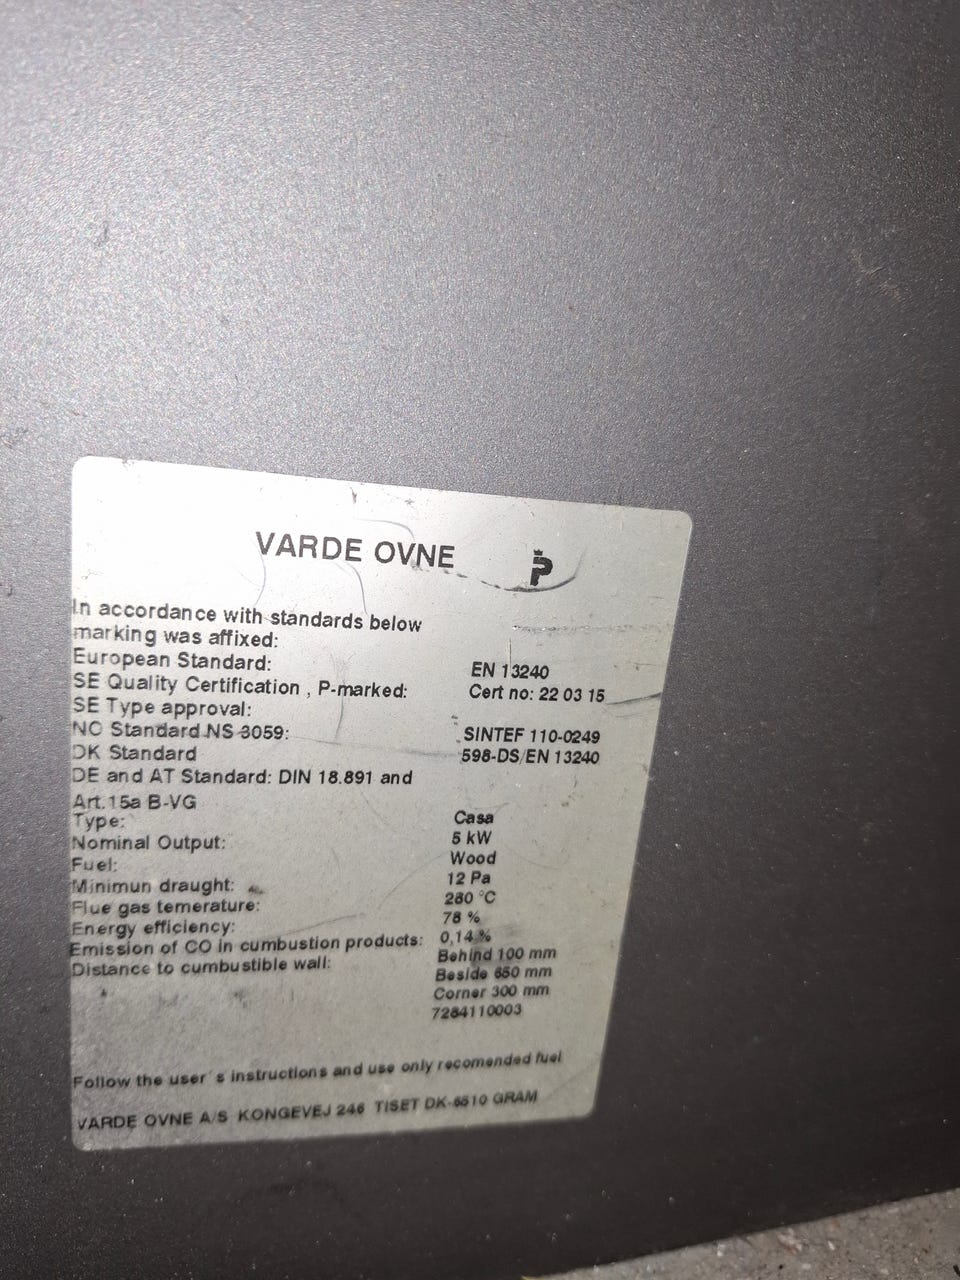 VARDE OVNE P
In accordance with standards below
marking was affixed:
European Standard: EN 13240
SE Quality Certification , P-marked: Cert no: 22 03 15
SE Type approval:
NO Standard NS 3059: SINTEF 110-0249
DK Standard 598-DS/EN 13240
DE and AT Standard: DIN 18.891 and
Art.15a B-VG
Type: Casa
Nominal Output: 5 kW
Fuel: Wood
Minimun draught: 12 Pa
Flue gas temerature: 280 °C
Energy efficiency: 78 %
Emission of CO in cumbustion products: 0,14 %
Distance to cumbustible wall: Behind 100 mm
Beside 650 mm
Corner 300 mm
7284110003
Follow the user´s instructions and use only recomended fuel
VARDE OVNE A/S KONGEVEJ 246 TISET DK-6510 GRAM